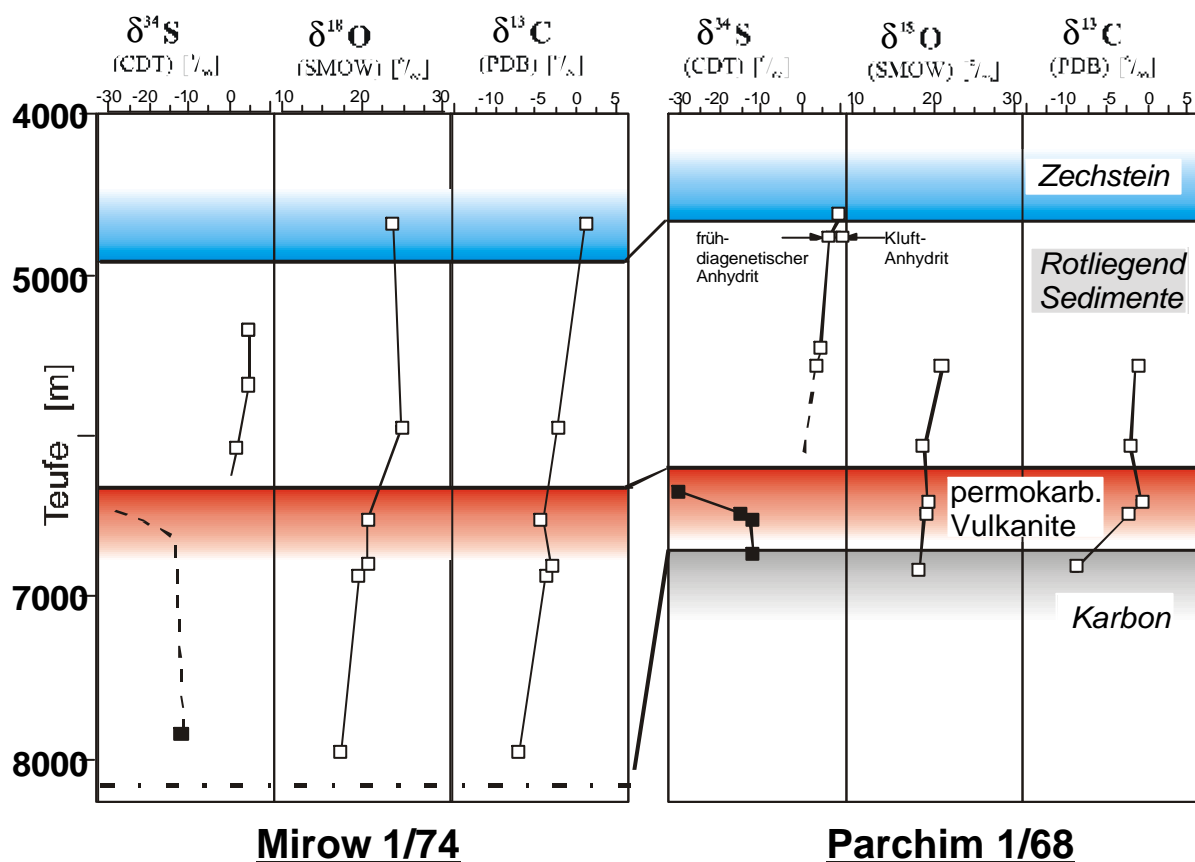 δ³⁴S δ¹⁸O δ¹³C δ³⁴S δ¹⁸O δ¹³C
(CDT) [‰] (SMOW) [‰] (PDB) [‰] (CDT) [‰] (SMOW) [‰] (PDB) [‰]
-30 -20 -10 0 10 20 30 -10 -5 0 5 -30 -20 -10 0 10 20 30 -10 -5 0 5
4000
Zechstein
früh-
diagenetischer
Anhydrit
Kluft-
Anhydrit
5000
Rotliegend
Sedimente
Teufe [m]
permokarb.
Vulkanite
7000
Karbon
8000
Mirow 1/74 Parchim 1/68